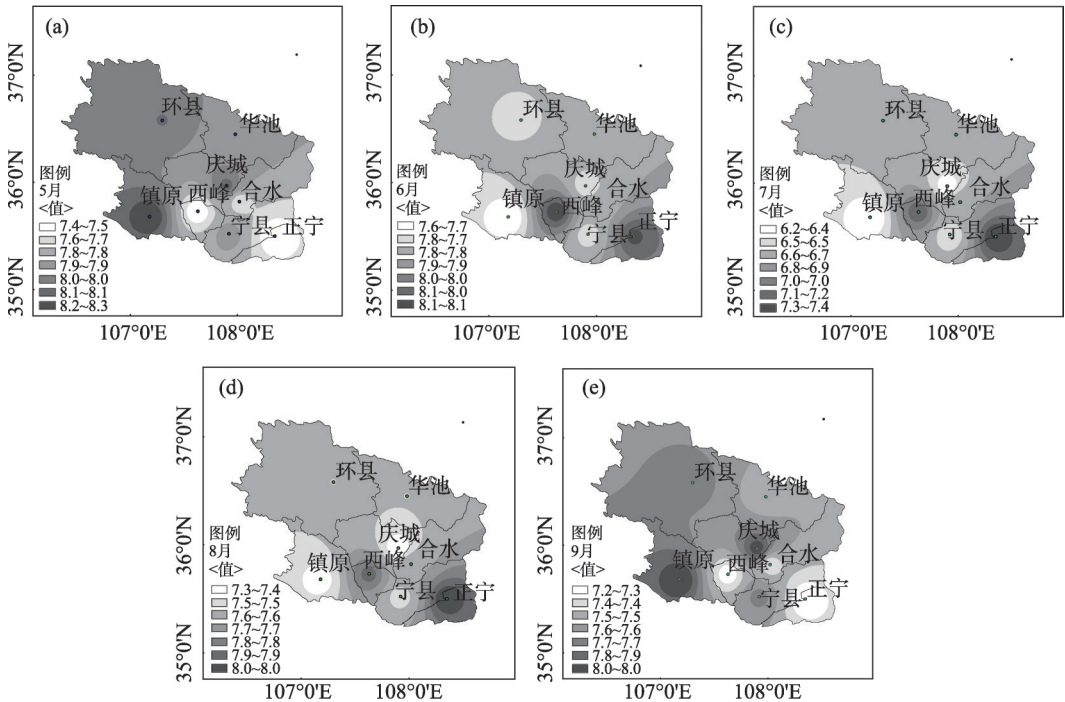 (a)
37°0'N
36°0'N
35°0'N
环县
华池
庆城
镇原 西峰 合水
宁县 正宁
图例
5月
<值>
7.4~7.5
7.6~7.7
7.8~7.8
7.9~7.9
8.0~8.0
8.1~8.1
8.2~8.3
107°0'E 108°0'E
(b)
37°0'N
36°0'N
35°0'N
环县
华池
庆城
镇原 西峰 合水
宁县 正宁
图例
6月
<值>
7.6~7.7
7.8~7.7
7.8~7.8
7.9~7.9
8.0~8.0
8.1~8.0
8.1~8.1
107°0'E 108°0'E
(c)
37°0'N
36°0'N
35°0'N
环县
华池
庆城
镇原 西峰 合水
宁县 正宁
图例
7月
<值>
6.2~6.4
6.5~6.5
6.6~6.7
6.8~6.9
7.0~7.0
7.1~7.2
7.3~7.4
107°0'E 108°0'E
(d)
37°0'N
36°0'N
35°0'N
环县
华池
庆城
镇原 西峰 合水
宁县 正宁
图例
8月
<值>
7.3~7.4
7.5~7.5
7.6~7.6
7.7~7.7
7.8~7.8
7.9~7.9
8.0~8.0
107°0'E 108°0'E
(e)
37°0'N
36°0'N
35°0'N
环县
华池
庆城
镇原 西峰 合水
宁县 正宁
图例
9月
<值>
7.2~7.3
7.4~7.4
7.5~7.5
7.6~7.6
7.7~7.7
7.8~7.9
8.0~8.0
107°0'E 108°0'E